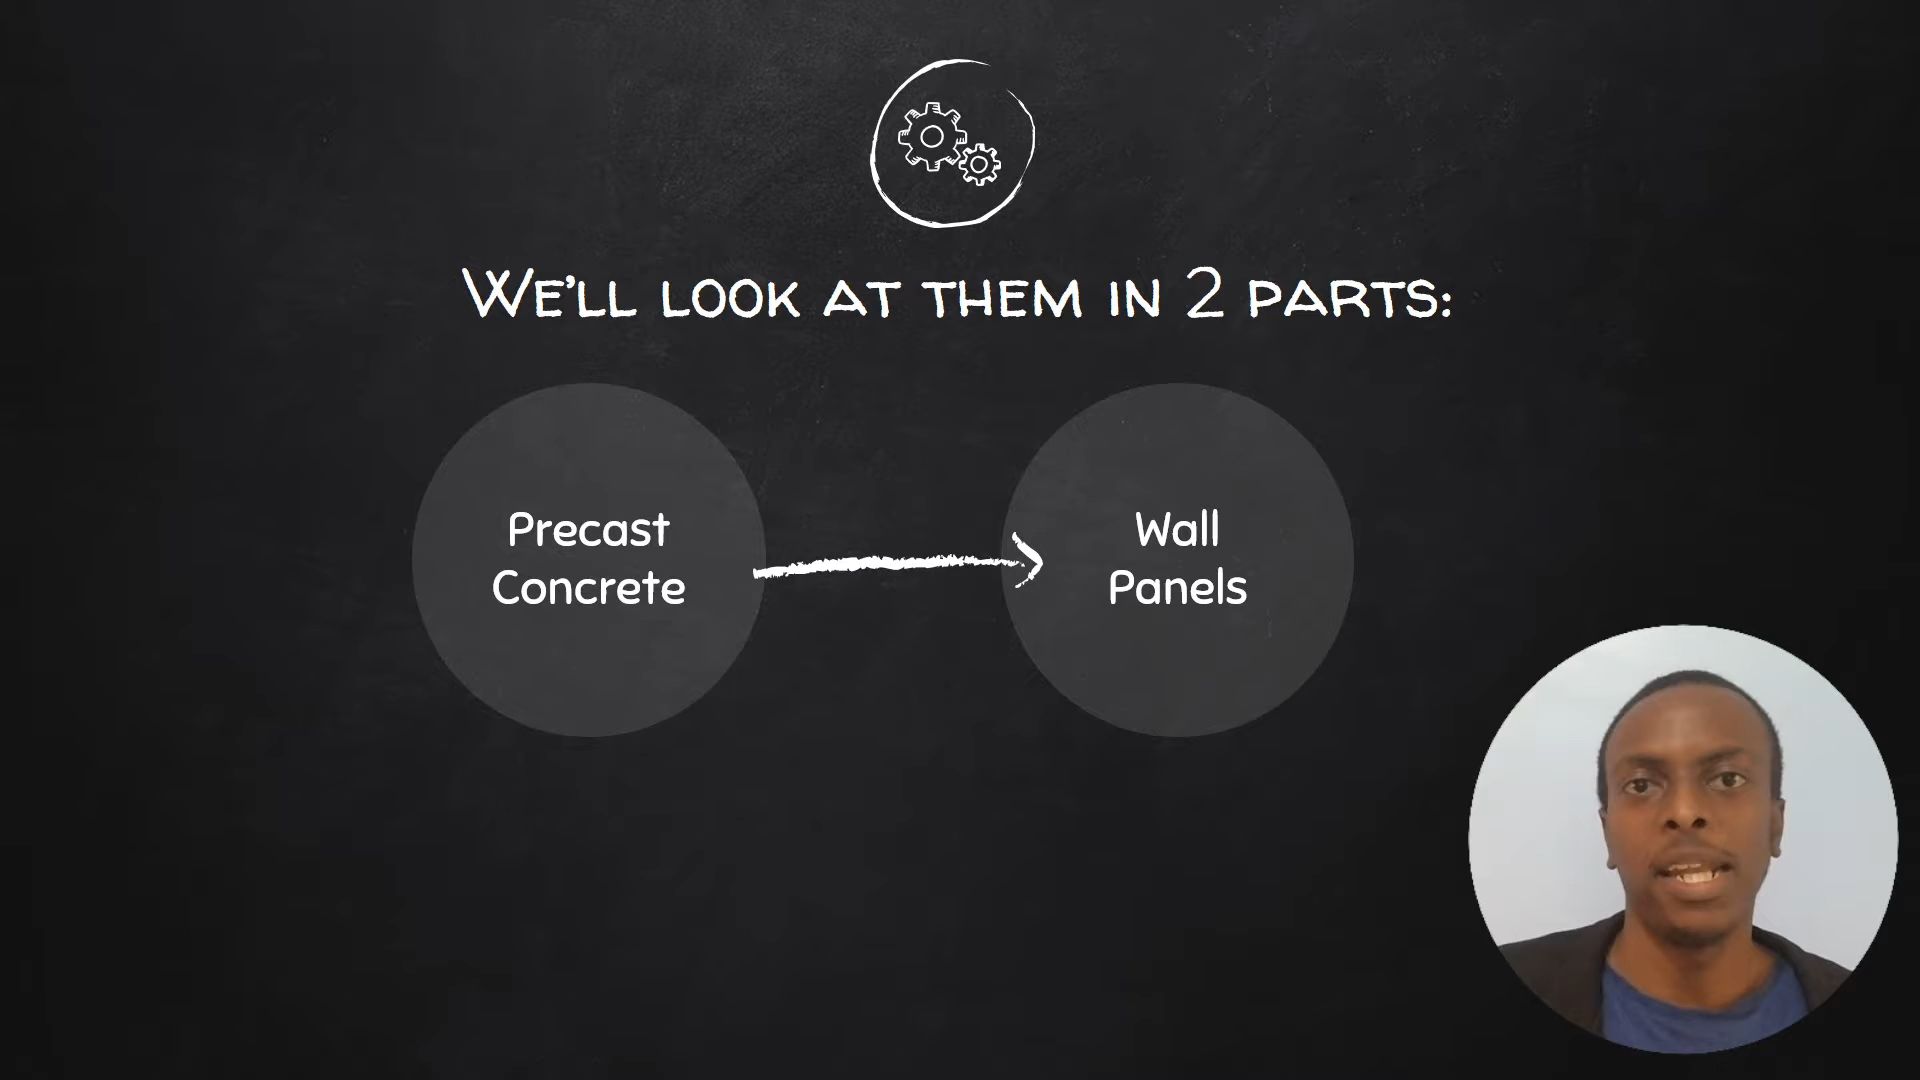 We'll look at them in 2 parts:
Precast
Concrete
Wall
Panels